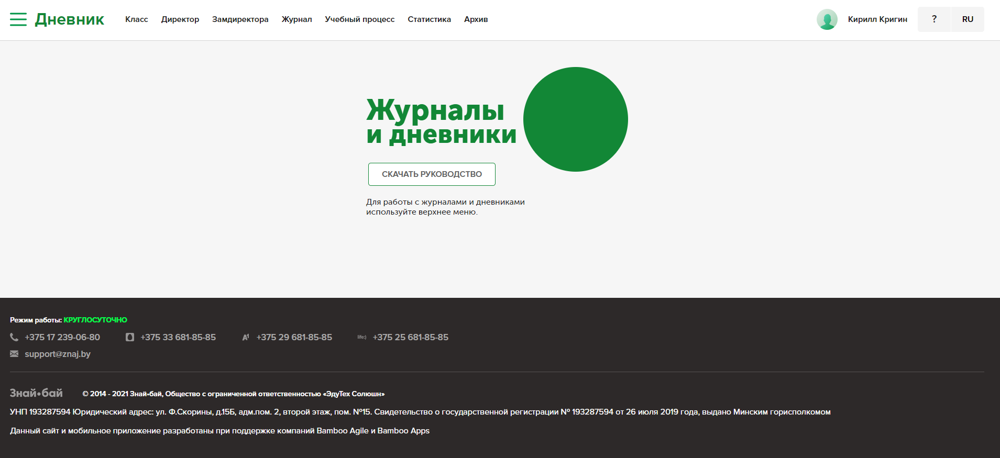 Дневник
Класс
Директор
Замдиректора
Журнал
Учебный процесс
Статистика
Архив
Кирилл Кригин
?
RU
Журналы
и дневники
СКАЧАТЬ РУКОВОДСТВО
Для работы с журналами и дневниками
используйте верхнее меню.
Режим работы: КРУГЛОСУТОЧНО
+375 17 239-06-80
+375 33 681-85-85
A1 +375 29 681-85-85
life:) +375 25 681-85-85
support@znaj.by
Знай•бай
© 2014 - 2021 Знай•бай, Общество с ограниченной ответственностью «ЭдуТех Солюшн»
УНП 193287594 Юридический адрес: ул. Ф.Скорины, д.15Б, адм.пом. 2, второй этаж, пом. №15. Свидетельство о государственной регистрации № 193287594 от 26 июля 2019 года, выдано Минским горисполкомом
Данный сайт и мобильное приложение разработаны при поддержке компаний Bamboo Agile и Bamboo Apps